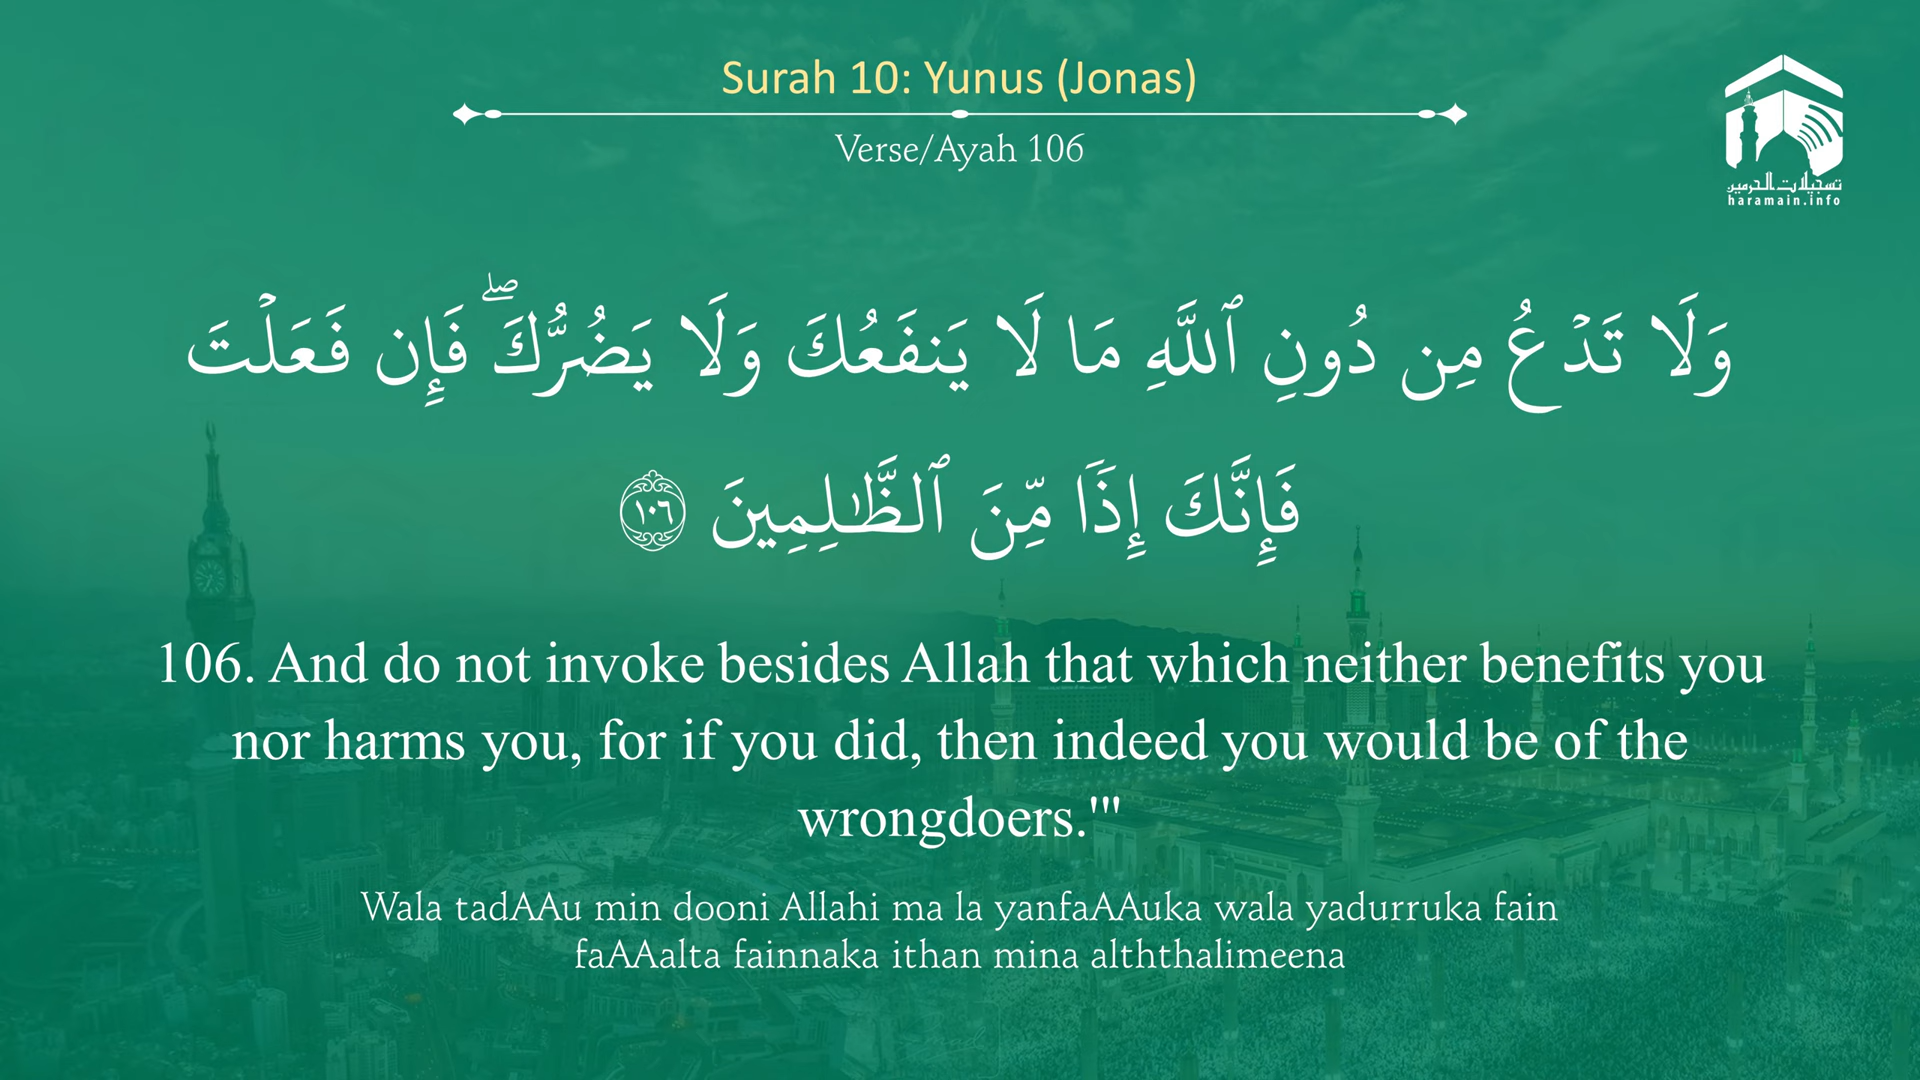 Surah 10: Yunus (Jonas)
Verse/Ayah 106
تسجيلات الحرمين
haramain.info
وَلَا تَدْعُ مِن دُونِ ٱللَّهِ مَا لَا يَنفَعُكَ وَلَا يَضُرُّكَ ۖ فَإِن فَعَلْتَ
فَإِنَّكَ إِذًا مِّنَ ٱلظَّـٰلِمِينَ ١٠٦
106. And do not invoke besides Allah that which neither benefits you
nor harms you, for if you did, then indeed you would be of the
wrongdoers.'"
Wala tadAAu min dooni Allahi ma la yanfaAAuka wala yadurruka fain
faAAalta fainnaka ithan mina alththalimeena